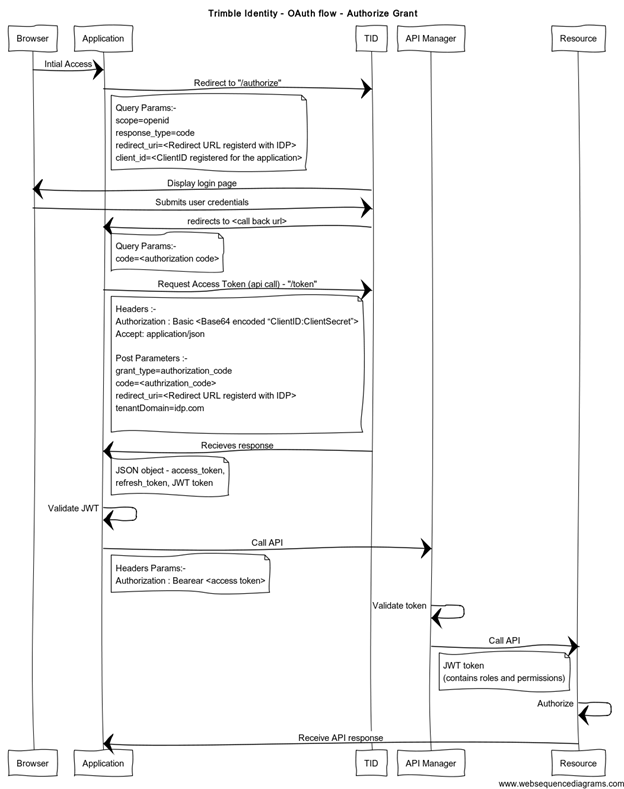 Trimble Identity - OAuth flow - Authorize Grant
Browser
Application
TID
API Manager
Resource
Intial Access
Redirect to "/authorize"
Query Params:-
scope=openid
response_type=code
redirect_uri=<Redirect URL registerd with IDP>
client_id=<ClientID registered for the application>
Display login page
Submits user credentials
redirects to <call back url>
Query Params:-
code=<authorization code>
Request Access Token (api call) - "/token"
Headers :-
Authorization : Basic <Base64 encoded “ClientID:ClientSecret”>
Accept: application/json
Post Parameters :-
grant_type=authorization_code
code=<authrization_code>
redirect_uri=<Redirect URL registerd with IDP>
tenantDomain=idp.com
Recieves response
JSON object - access_token,
refresh_token, JWT token
Validate JWT
Call API
Headers Params:-
Authorization : Bearear <access token>
Validate token
Call API
JWT token
(contains roles and permissions)
Authorize
Receive API response
Browser
Application
TID
API Manager
Resource
www.websequencediagrams.com